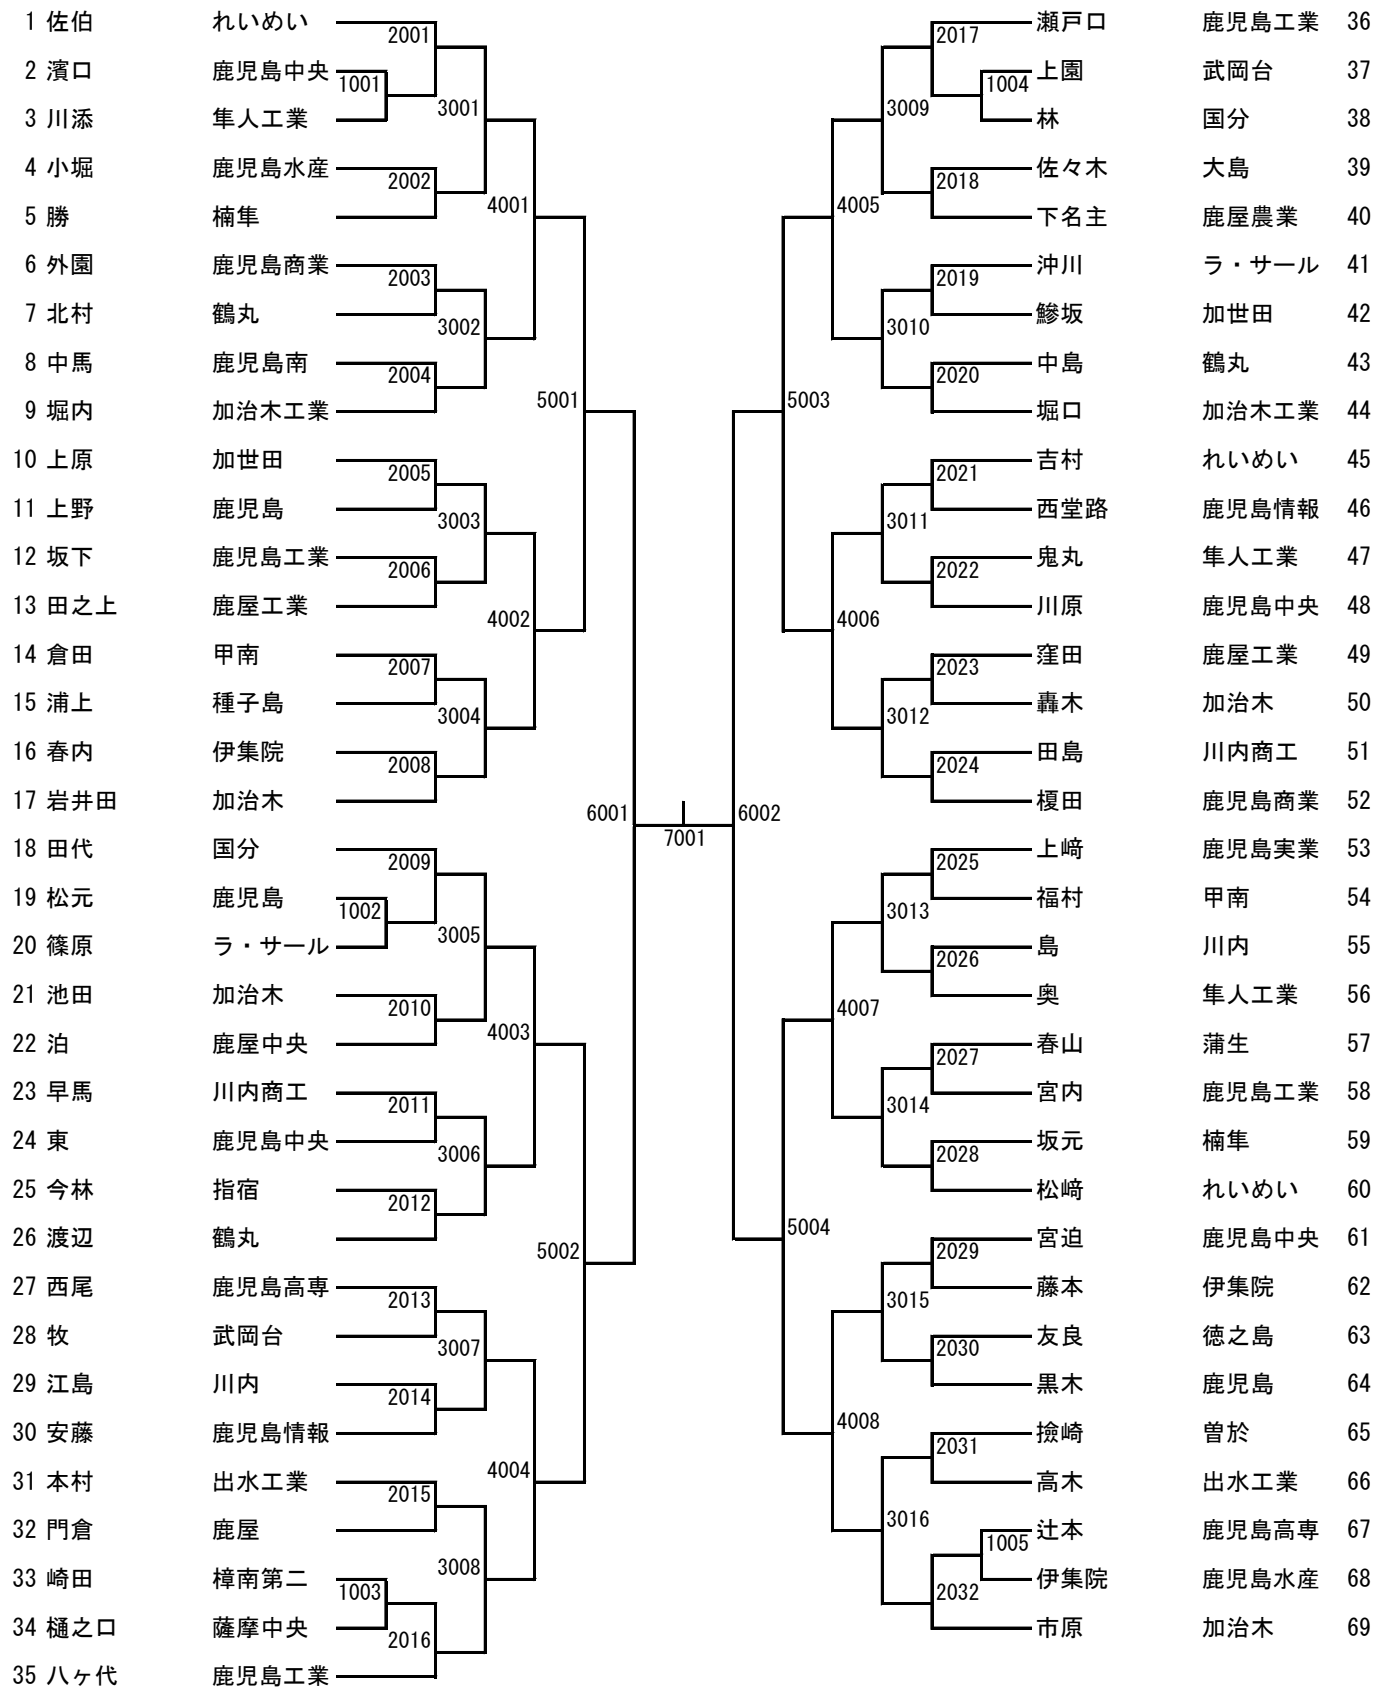 1 佐伯 れいめい
2 濱口 鹿児島中央
3 川添 隼人工業
4 小堀 鹿児島水産
5 勝 楠隼
6 外園 鹿児島商業
7 北村 鶴丸
8 中馬 鹿児島南
9 堀内 加治木工業
10 上原 加世田
11 上野 鹿児島
12 坂下 鹿児島工業
13 田之上 鹿屋工業
14 倉田 甲南
15 浦上 種子島
16 春内 伊集院
17 岩井田 加治木
18 田代 国分
19 松元 鹿児島
20 篠原 ラ・サール
21 池田 加治木
22 泊 鹿屋中央
23 早馬 川内商工
24 東 鹿児島中央
25 今林 指宿
26 渡辺 鶴丸
27 西尾 鹿児島高専
28 牧 武岡台
29 江島 川内
30 安藤 鹿児島情報
31 本村 出水工業
32 門倉 鹿屋
33 崎田 樟南第二
34 樋之口 薩摩中央
35 八ヶ代 鹿児島工業
1001
1002
1003
2001
2002
2003
2004
2005
2006
2007
2008
2009
2010
2011
2012
2013
2014
2015
2016
3001
3002
3003
3004
3005
3006
3007
3008
4001
4002
4003
4004
5001
5002
6001
7001
6002
5003
5004
4005
4006
4007
4008
3009
3010
3011
3012
3013
3014
3015
3016
2017
2018
2019
2020
2021
2022
2023
2024
2025
2026
2027
2028
2029
2030
2031
2032
1004
1005
瀬戸口 鹿児島工業 36
上園 武岡台 37
林 国分 38
佐々木 大島 39
下名主 鹿屋農業 40
沖川 ラ・サール 41
鰺坂 加世田 42
中島 鶴丸 43
堀口 加治木工業 44
吉村 れいめい 45
西堂路 鹿児島情報 46
鬼丸 隼人工業 47
川原 鹿児島中央 48
窪田 鹿屋工業 49
轟木 加治木 50
田島 川内商工 51
榎田 鹿児島商業 52
上﨑 鹿児島実業 53
福村 甲南 54
島 川内 55
奥 隼人工業 56
春山 蒲生 57
宮内 鹿児島工業 58
坂元 楠隼 59
松﨑 れいめい 60
宮迫 鹿児島中央 61
藤本 伊集院 62
友良 徳之島 63
黒木 鹿児島 64
撿崎 曽於 65
高木 出水工業 66
辻本 鹿児島高専 67
伊集院 鹿児島水産 68
市原 加治木 69